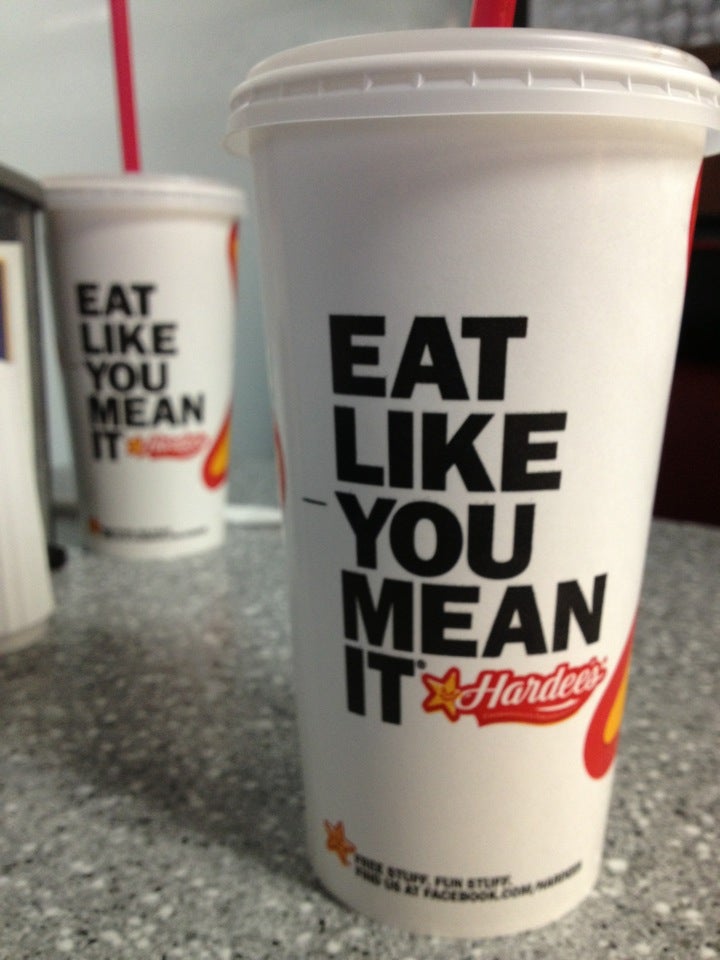 EAT
LIKE
YOU
MEAN
IT®
Hardee's
FREE STUFF, FUN STUFF.
FIND US AT FACEBOOK.COM/HARDEES
EAT
LIKE
YOU
MEAN
IT
Hardee's